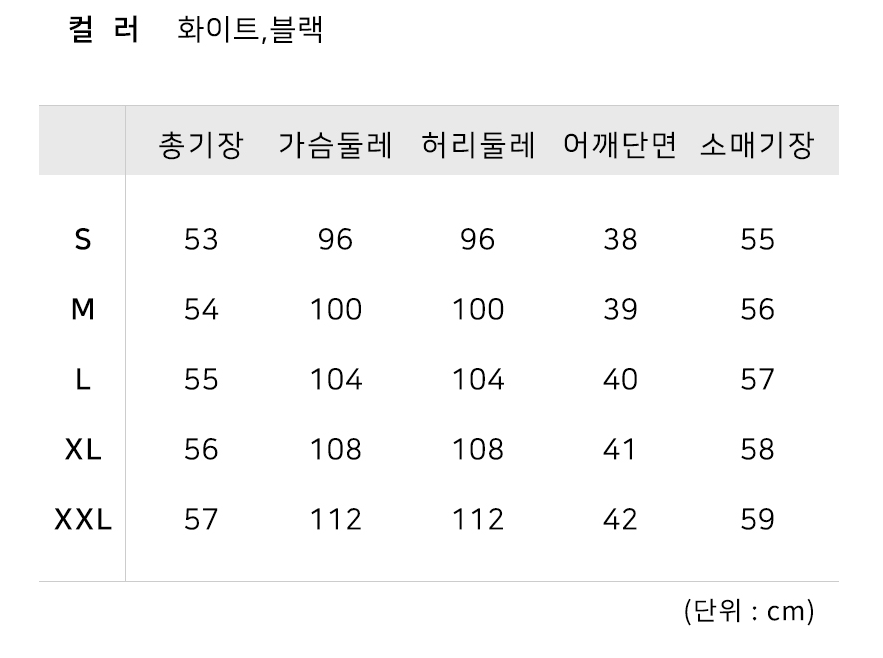 컬 러 화이트,블랙
총기장 가슴둘레 허리둘레 어깨단면 소매기장
S 53 96 96 38 55
M 54 100 100 39 56
L 55 104 104 40 57
XL 56 108 108 41 58
XXL 57 112 112 42 59
(단위 : cm)